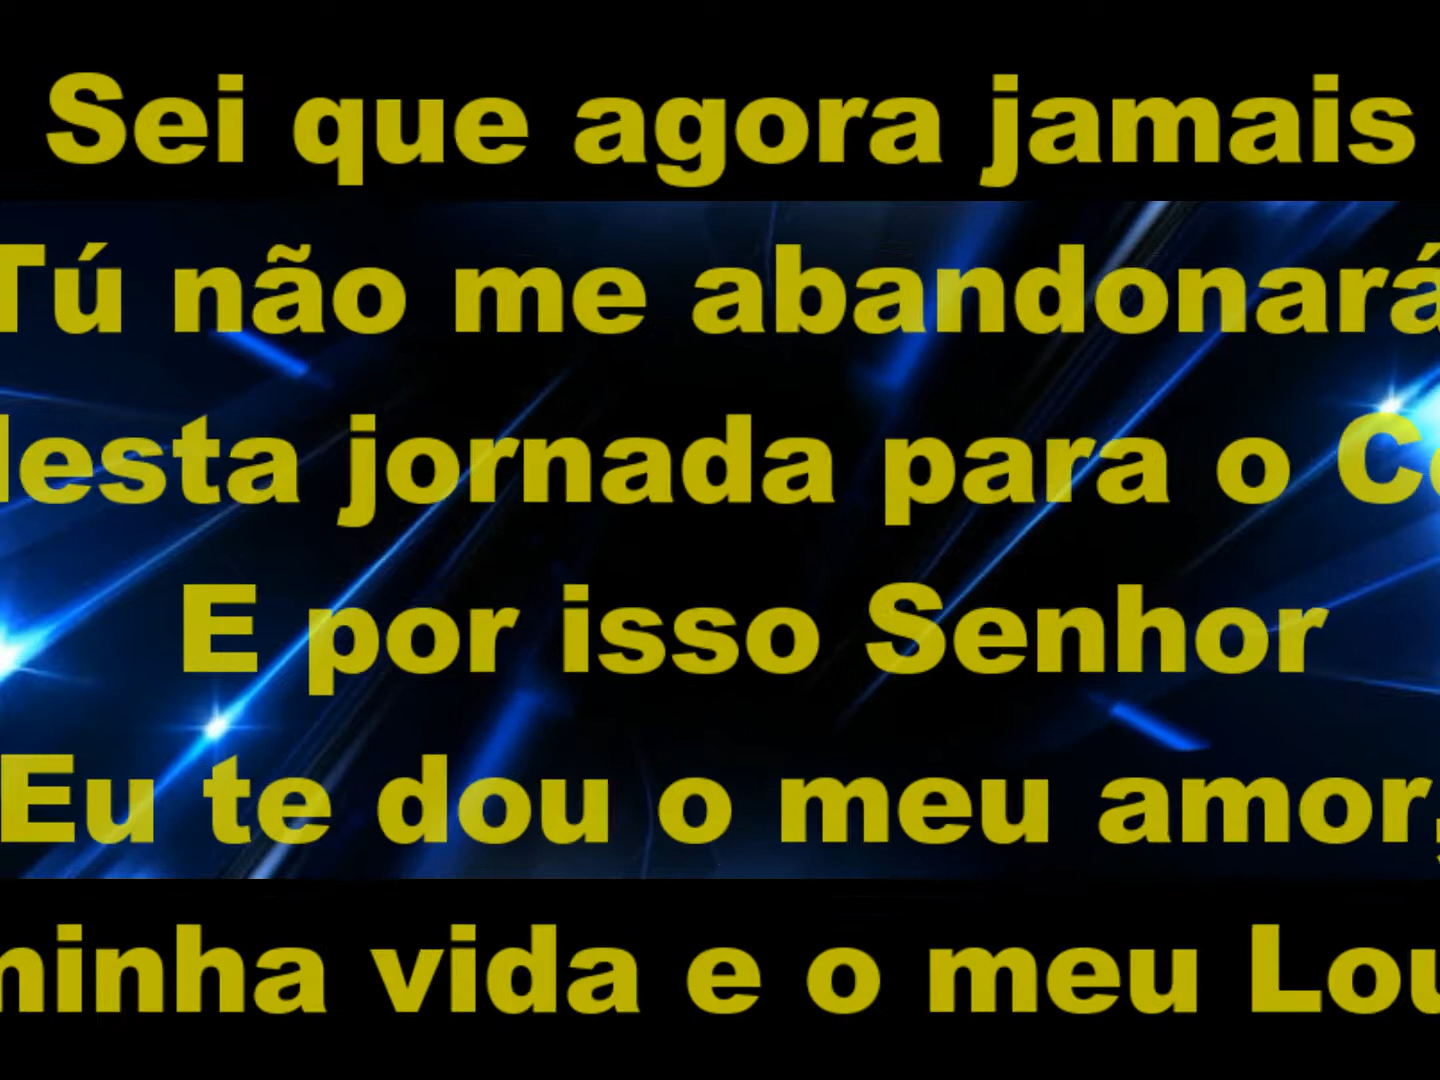 Sei que agora jamais
Tú não me abandonará
esta jornada para o
E por isso Senhor
Eu te dou o meu amor,
minha vida e o meu